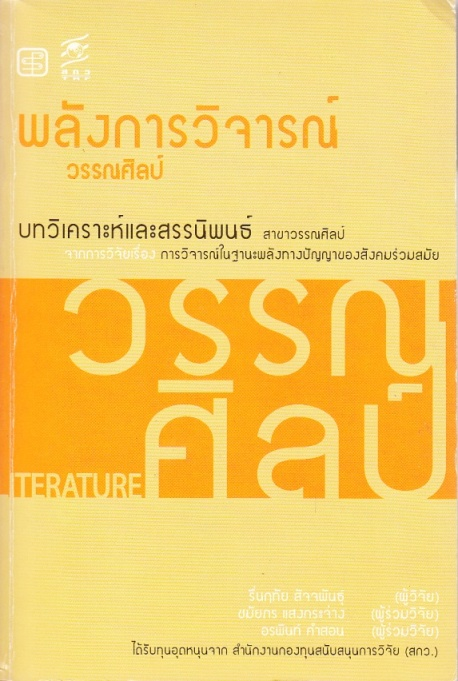 สกว
พลังการวิจารณ์
วรรณศิลป์
บทวิเคราะห์และสรรนิพนธ์ สาขาวรรณศิลป์
จากการวิจัยเรื่อง การวิจารณ์ในฐานะพลังทางปัญญาของสังคมร่วมสมัย
วรรณ
ศิลป์
TERATURE
รื่นฤทัย สัจจพันธุ์ (ผู้วิจัย)
ชมัยภร แสงกระจ่าง (ผู้ร่วมวิจัย)
อรพินท์ คำสอน (ผู้ร่วมวิจัย)
ได้รับทุนอุดหนุนจาก สำนักงานกองทุนสนับสนุนการวิจัย (สกว.)